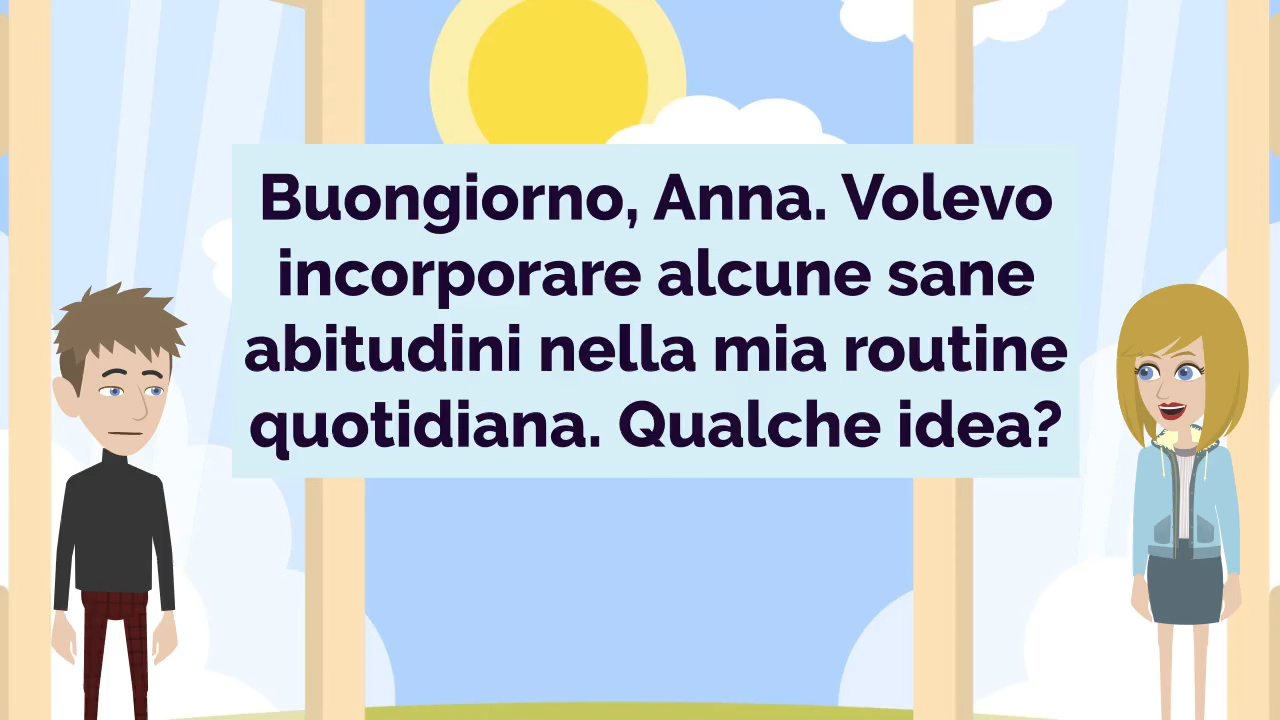 Buongiorno, Anna. Volevo
incorporare alcune sane
abitudini nella mia routine
quotidiana. Qualche idea?